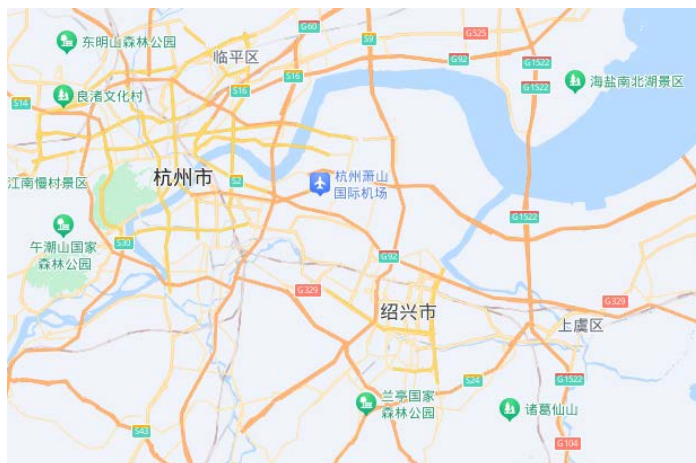 G60
S9
G525
东明山森林公园
临平区
G92
G1522
S16
S16
G1522
海盐南北湖景区
S14
良渚文化村
杭州市
S2
杭州萧山
国际机场
江南慢村景区
G1522
午潮山国家
森林公园
S30
G92
G329
G329
绍兴市
上虞区
S24
G1522
兰亭国家
森林公园
诸葛仙山
S43
G104